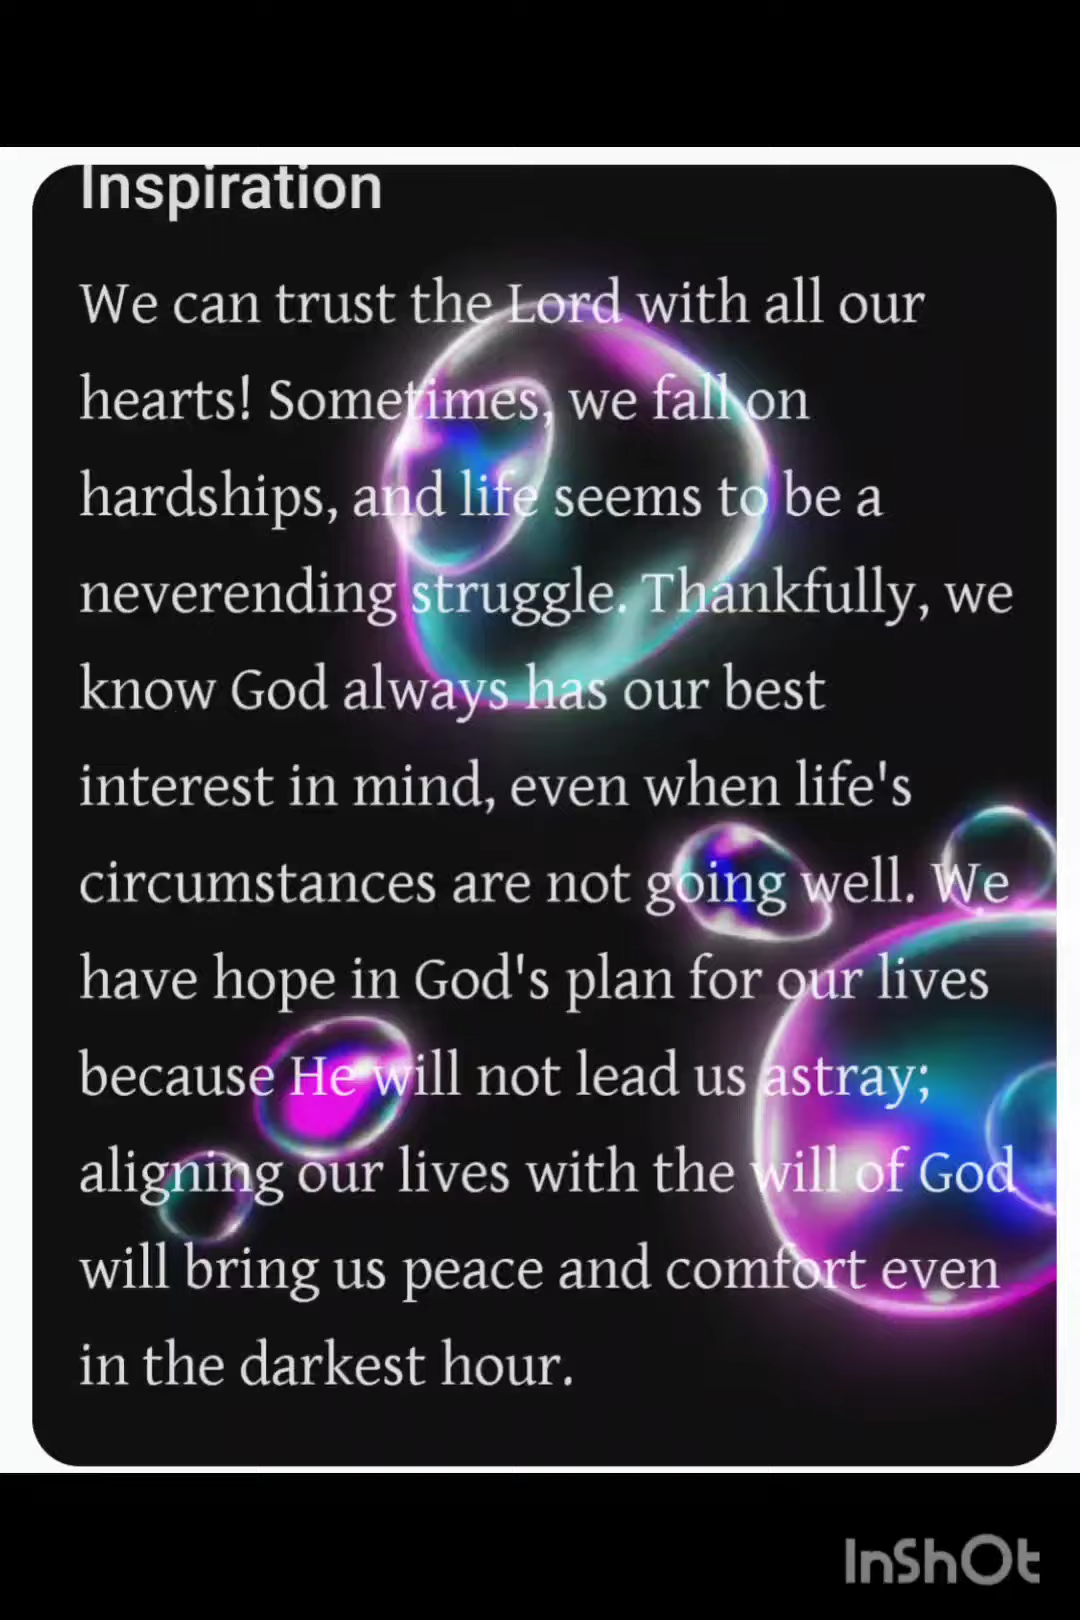 Inspiration
We can trust the Lord with all our
hearts! Sometimes, we fall on
hardships, and life seems to be a
neverending struggle. Thankfully, we
know God always has our best
interest in mind, even when life's
circumstances are not going well. We
have hope in God's plan for our lives
because He will not lead us astray;
aligning our lives with the will of God
will bring us peace and comfort even
in the darkest hour.
InShOt